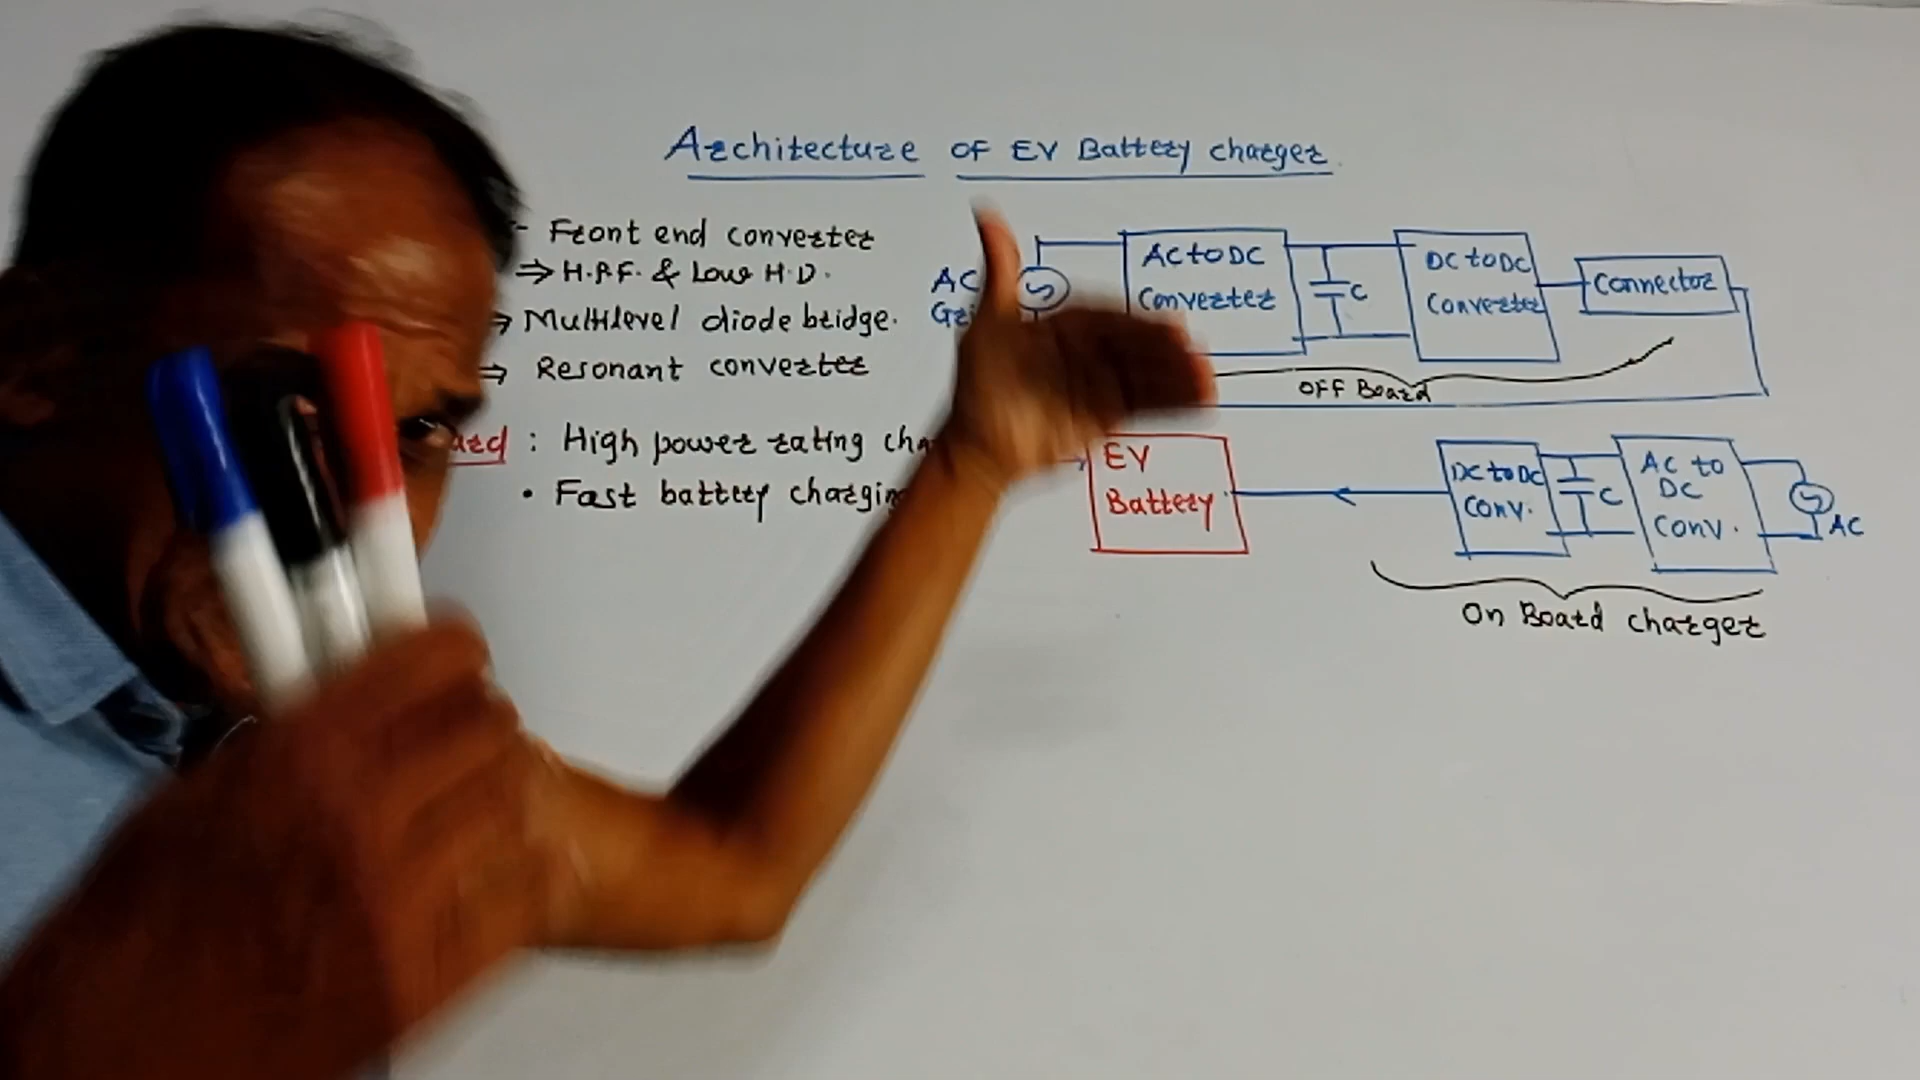 Architecture OF EV Battery charger.
- Front end converter
⇒ H.P.F. & Low H.D.
⇒ Multilevel diode bridge.
⇒ Resonant converter
: High power rating
• Fast battery
AC
AC to DC
Converter
C
DC to DC
Converter
Connector
OFF Board
EV
Battery
DC to DC
Conv.
C
AC to
DC
Conv.
AC
On Board charger